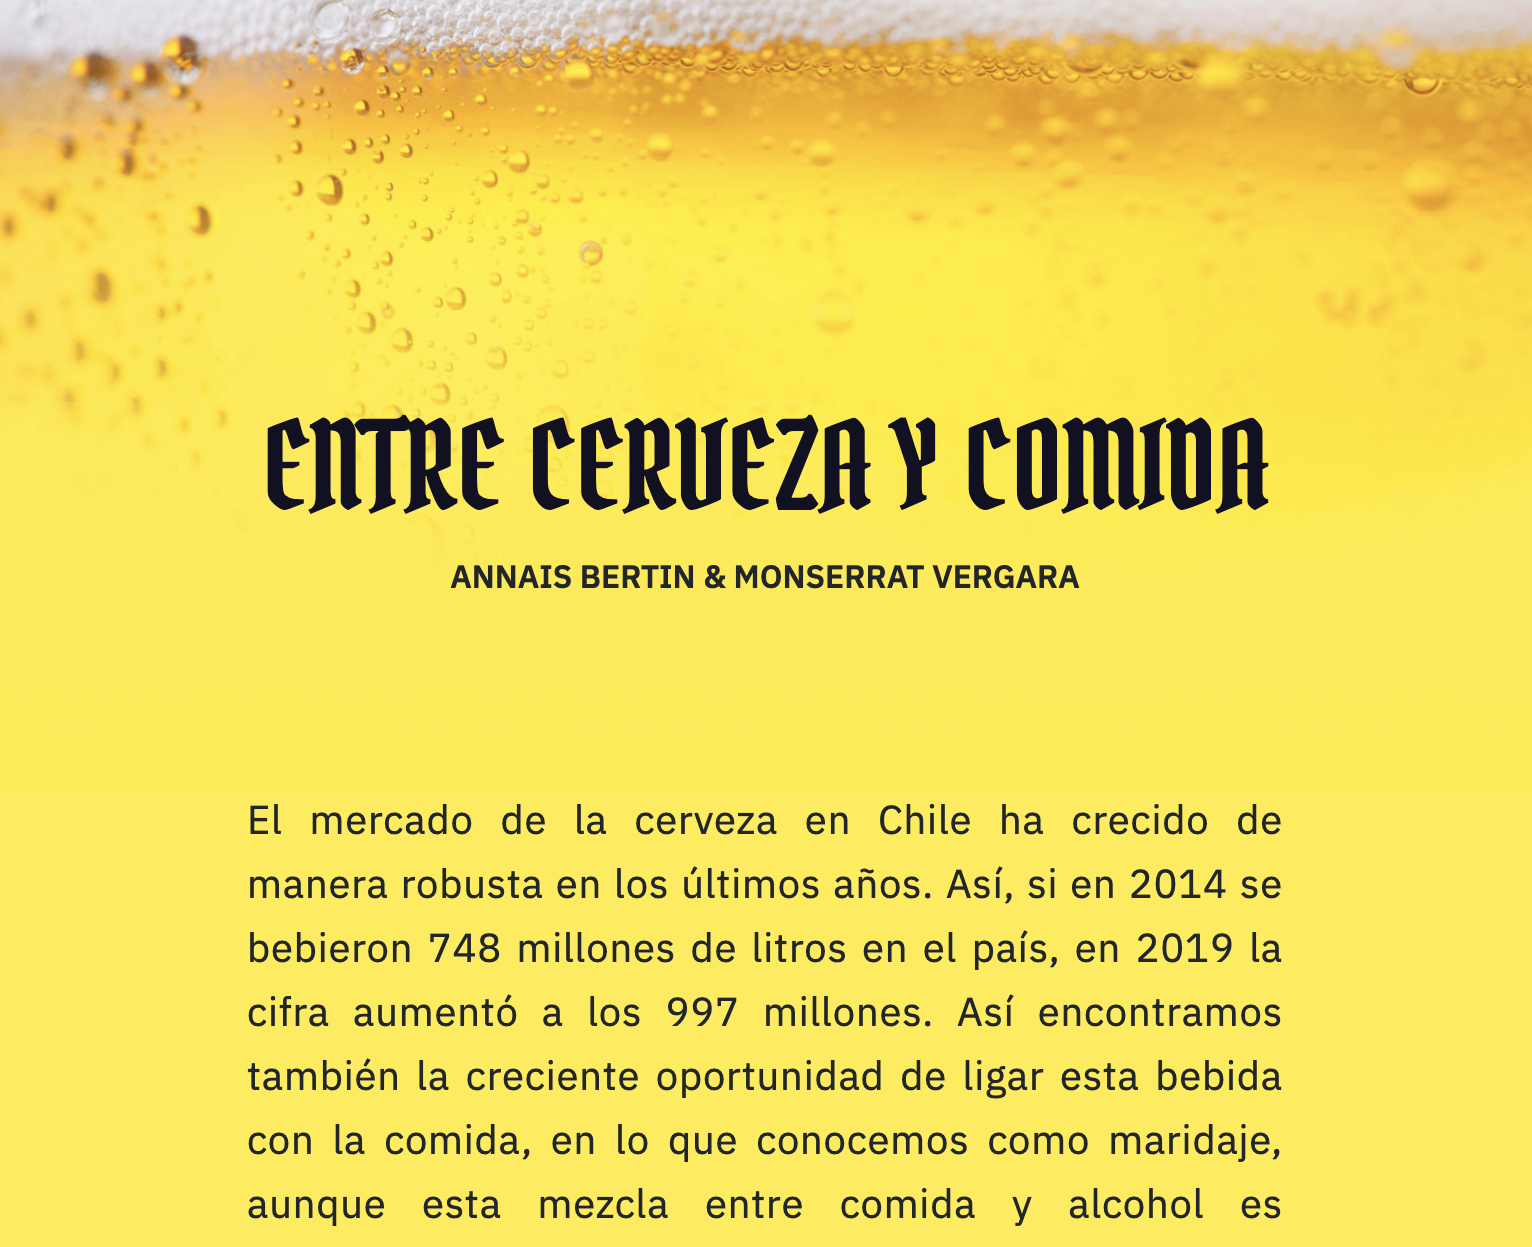 ENTRE CERVEZA Y COMIDA
ANNAIS BERTIN & MONSERRAT VERGARA
El mercado de la cerveza en Chile ha crecido de
manera robusta en los últimos años. Así, si en 2014 se
bebieron 748 millones de litros en el país, en 2019 la
cifra aumentó a los 997 millones. Así encontramos
también la creciente oportunidad de ligar esta bebida
con la comida, en lo que conocemos como maridaje,
aunque esta mezcla entre comida y alcohol es